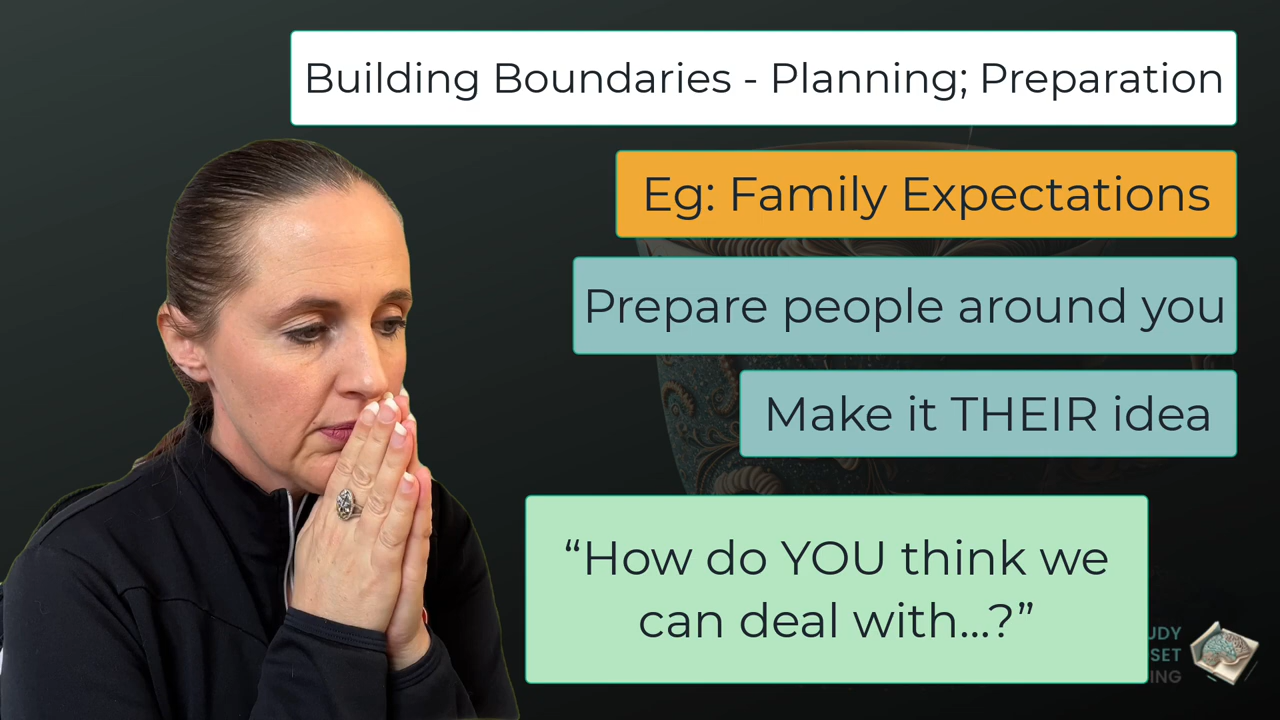 Building Boundaries - Planning; Preparation
Eg: Family Expectations
Prepare people around you
Make it THEIR idea
“How do YOU think we
can deal with...?”